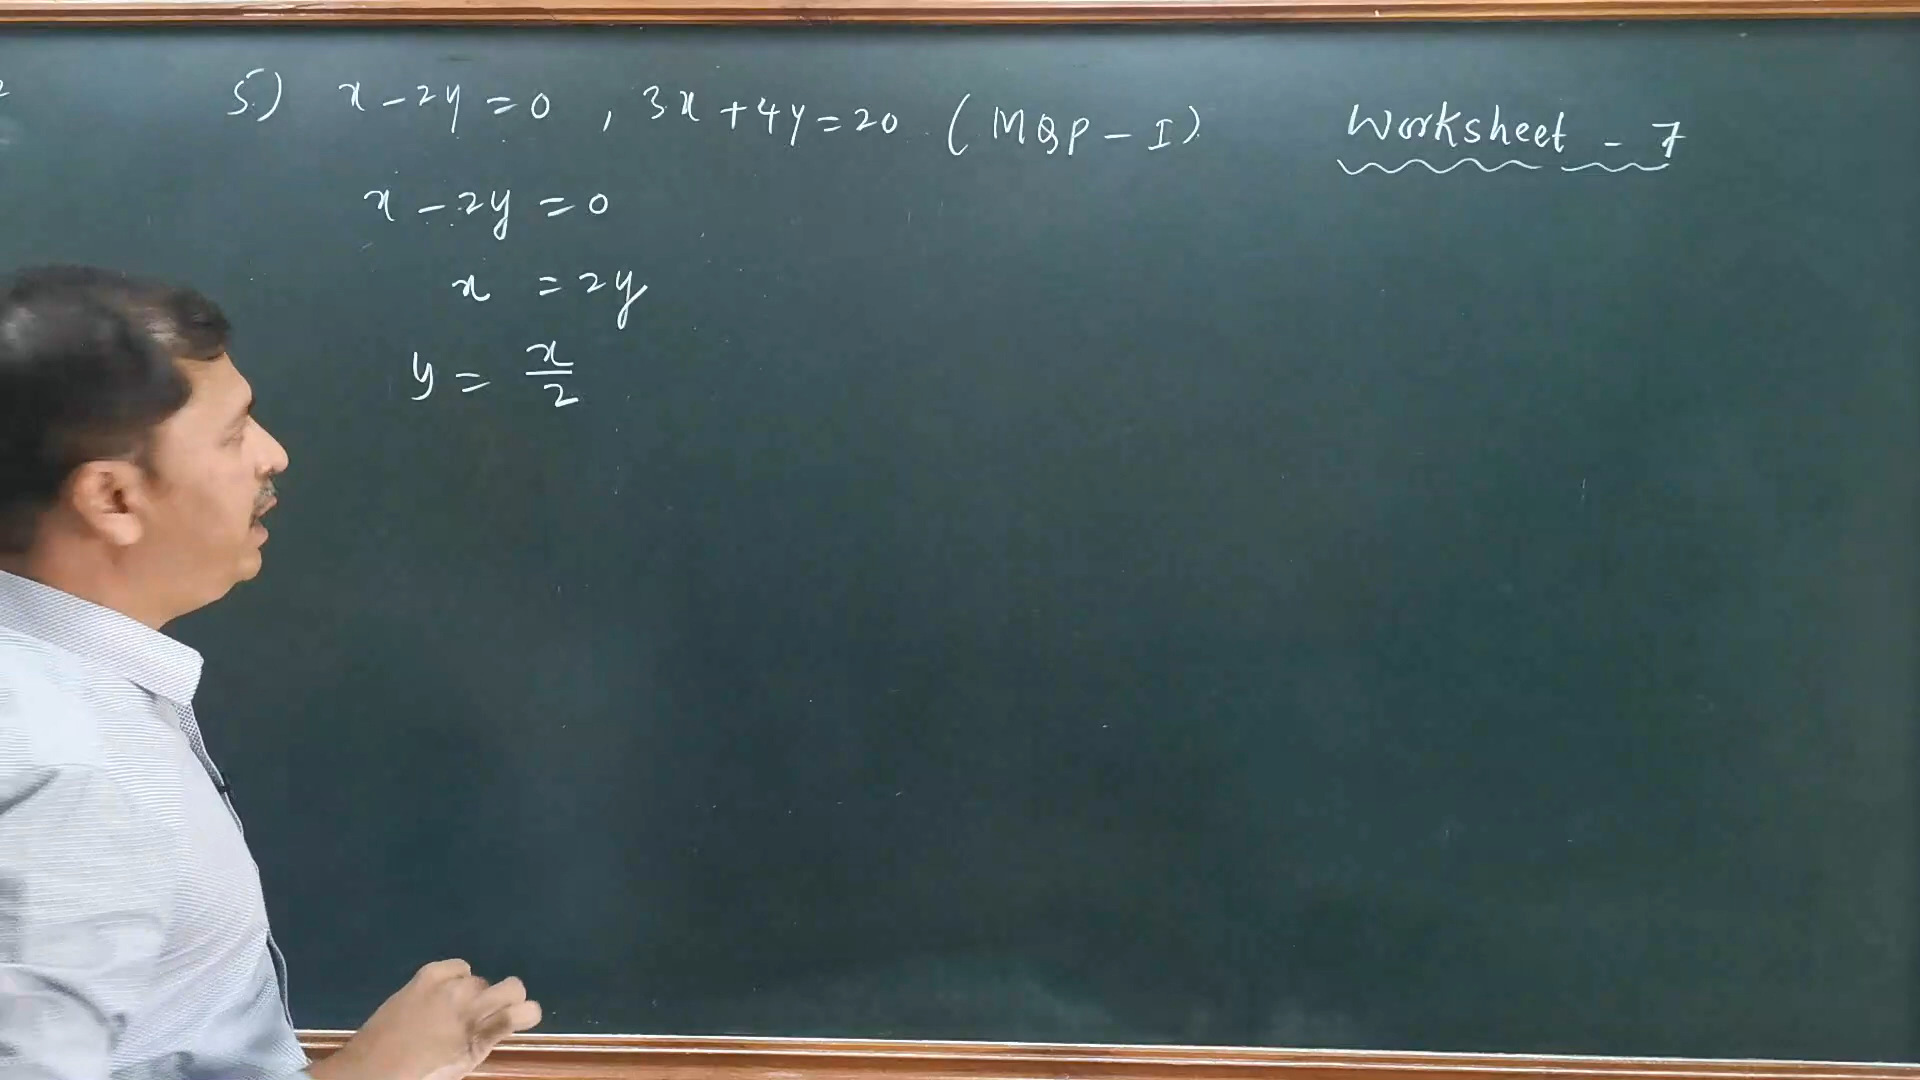 5) x - 2y = 0 , 3x + 4y = 20 (MQP - I)
Worksheet - 7
x - 2y = 0
x = 2y
y = x/2